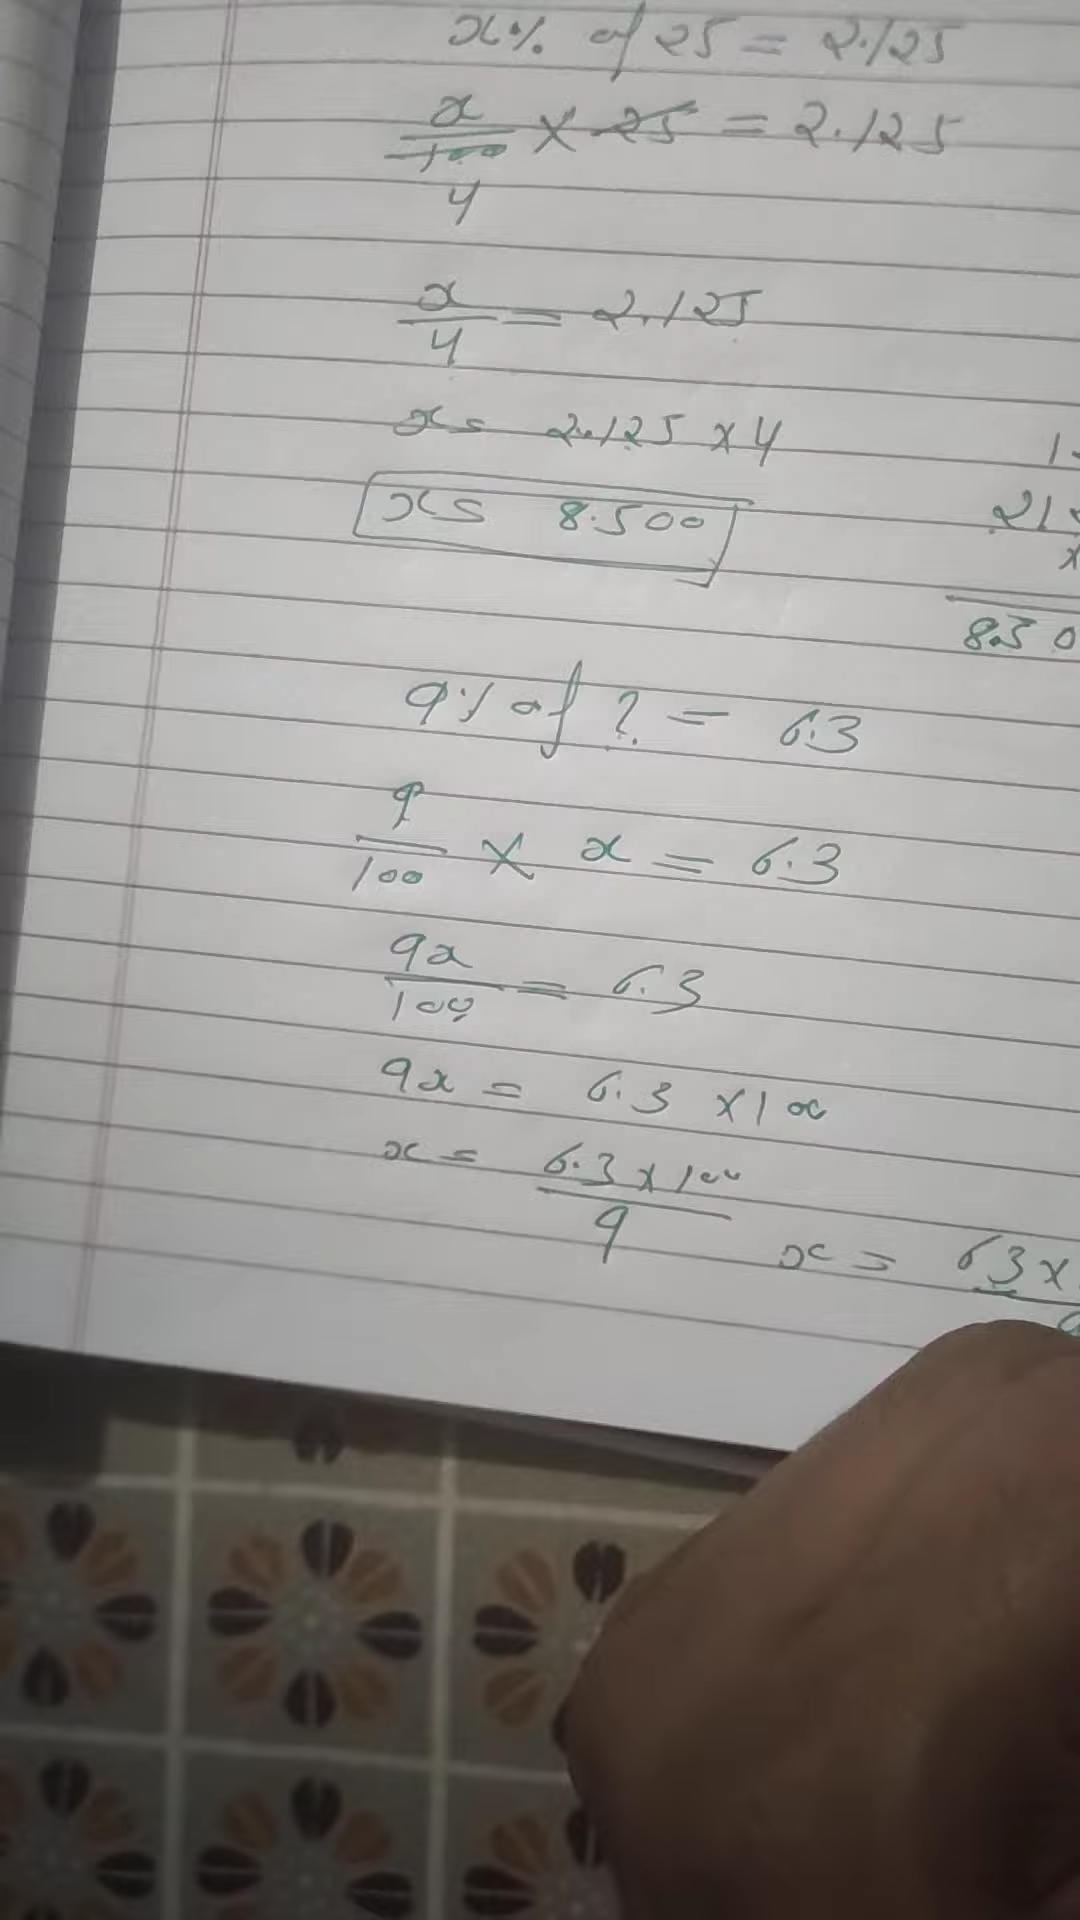 x% of 25 = 2.125
x/100 × 25 = 2.125
4
x/4 = 2.125
x = 2.125 × 4
x = 8.500
8.50
9% of ? = 6.3
9/100 × x = 6.3
9x/100 = 6.3
9x = 6.3 × 100
x = 6.3 × 100/9
x = 63 ×